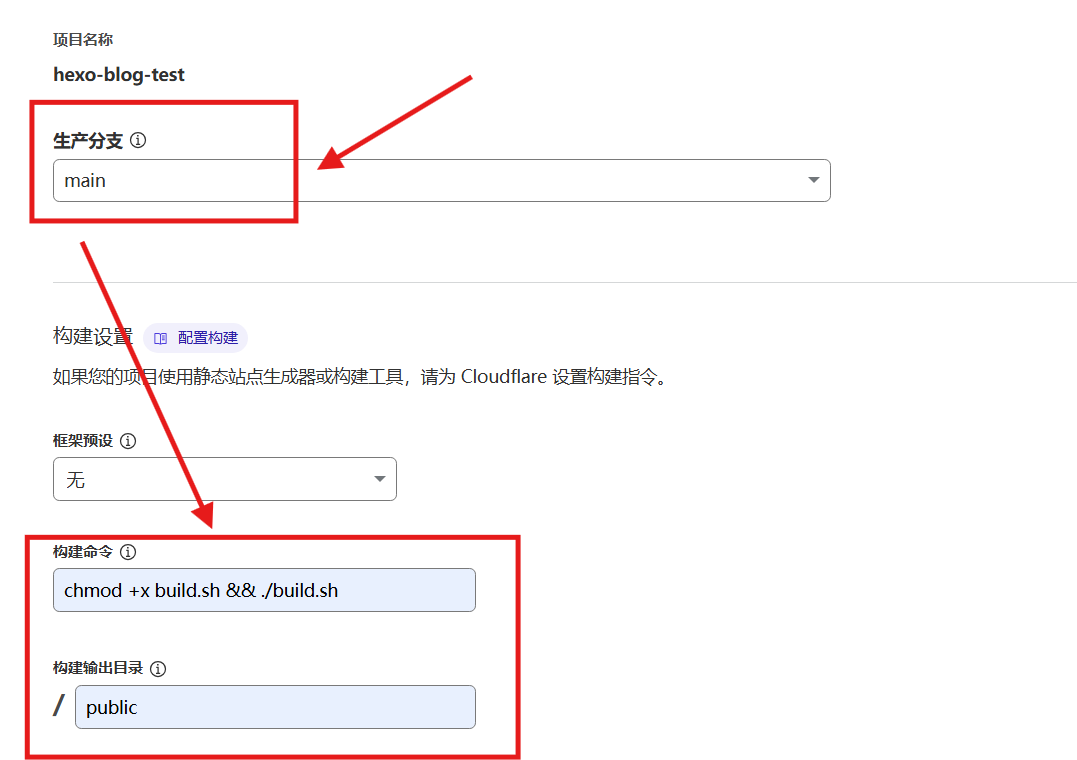 项目名称
hexo-blog-test
生产分支
main
构建设置 配置构建
如果您的项目使用静态站点生成器或构建工具，请为 Cloudflare 设置构建指令。
框架预设
无
构建命令
chmod +x build.sh && ./build.sh
构建输出目录
/ public